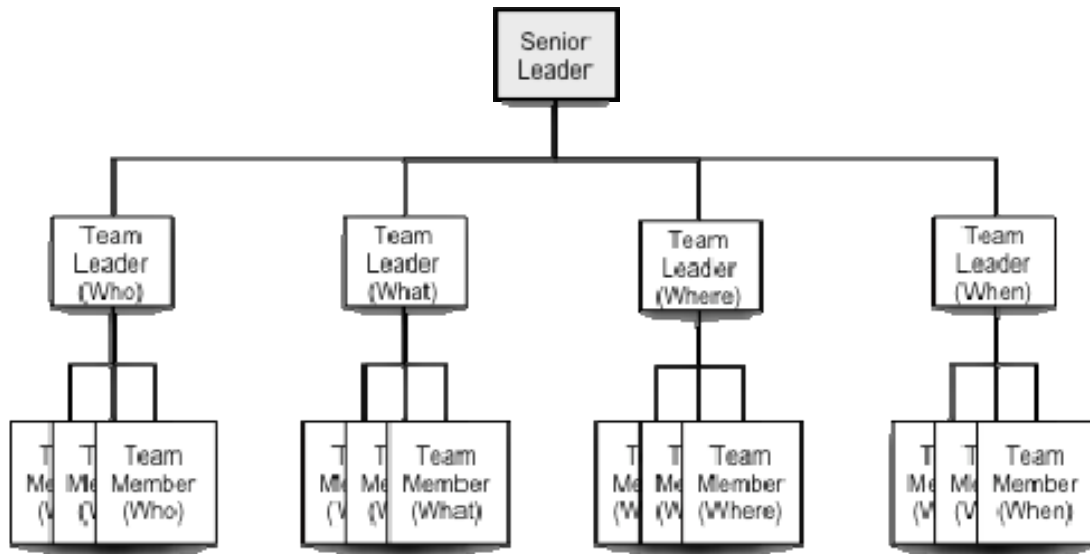 Senior
Leader
Team
Leader
(Who)
Team
Leader
(What)
Team
Leader
(Where)
Team
Leader
(When)
Team
Member
(Who)
Team
Member
(What)
Team
Member
(Where)
Team
Member
(When)